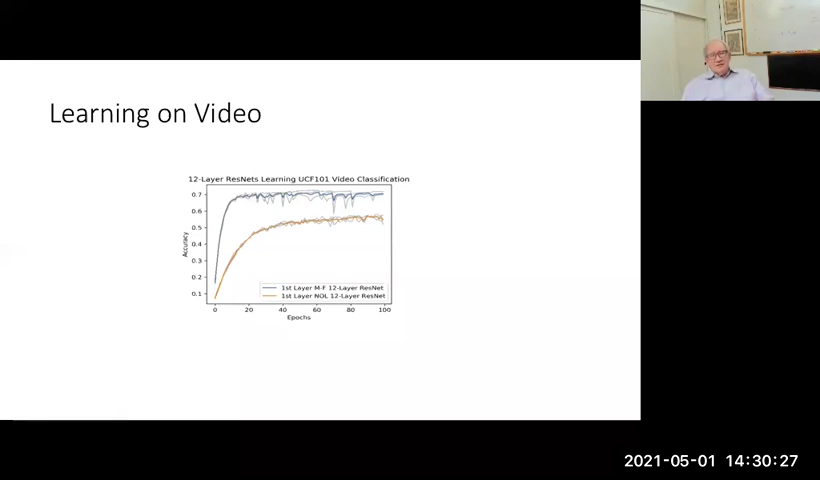 Learning on Video
12-Layer ResNets Learning UCF101 Video Classification
0.7
0.6
0.5
0.4
0.3
0.2
0.1
Accuracy
1st Layer M-F 12-Layer ResNet
1st Layer NOL 12-Layer ResNet
0 20 40 60 80 100
Epochs
2021-05-01 14:30:27